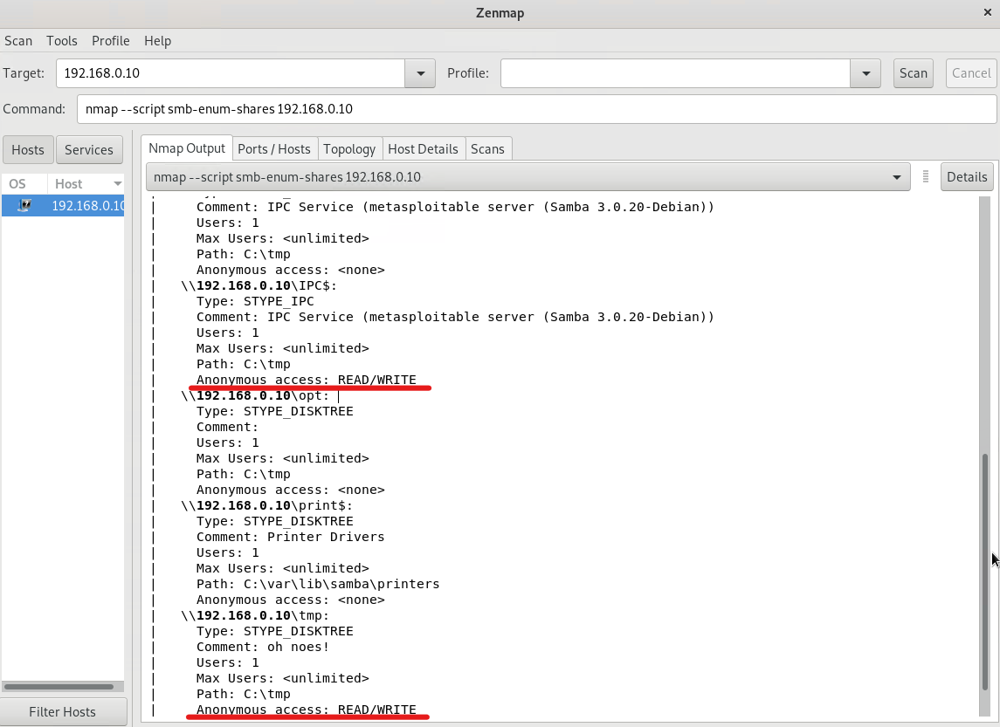 Zenmap
Scan Tools Profile Help
Target: 192.168.0.10 Profile: Scan Cancel
Command: nmap --script smb-enum-shares 192.168.0.10
Hosts Services
Nmap Output Ports / Hosts Topology Host Details Scans
OS Host
192.168.0.10
nmap --script smb-enum-shares 192.168.0.10 Details
| Comment: IPC Service (metasploitable server (Samba 3.0.20-Debian))
| Users: 1
| Max Users: <unlimited>
| Path: C:\tmp
| Anonymous access: <none>
| \\192.168.0.10\IPC$:
| Type: STYPE_IPC
| Comment: IPC Service (metasploitable server (Samba 3.0.20-Debian))
| Users: 1
| Max Users: <unlimited>
| Path: C:\tmp
| Anonymous access: READ/WRITE
| \\192.168.0.10\opt:
| Type: STYPE_DISKTREE
| Comment:
| Users: 1
| Max Users: <unlimited>
| Path: C:\tmp
| Anonymous access: <none>
| \\192.168.0.10\print$:
| Type: STYPE_DISKTREE
| Comment: Printer Drivers
| Users: 1
| Max Users: <unlimited>
| Path: C:\var\lib\samba\printers
| Anonymous access: <none>
| \\192.168.0.10\tmp:
| Type: STYPE_DISKTREE
| Comment: oh noes!
| Users: 1
| Max Users: <unlimited>
| Path: C:\tmp
| Anonymous access: READ/WRITE
Filter Hosts